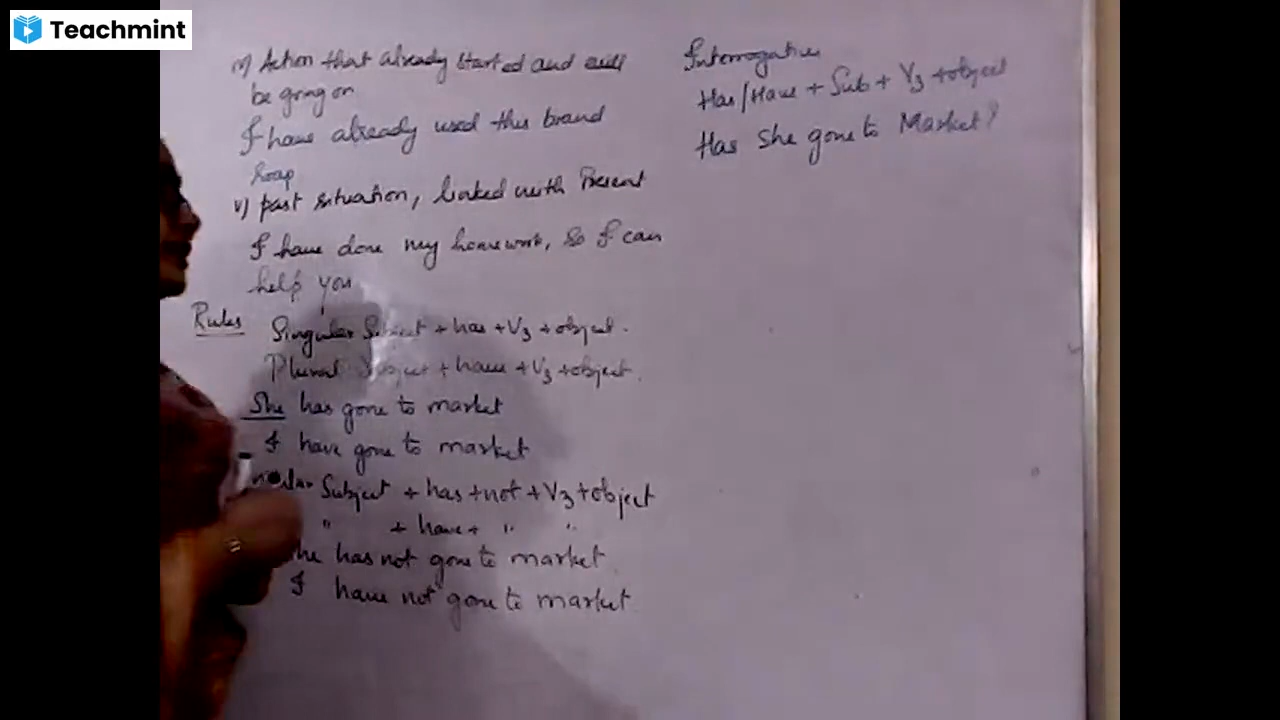 Teachmint
iv) Action that already started and will
be going on
I have already used this brand
Soap
v) past situation, linked with Present
I have done my homework, So I can
help you
Rules
Singular Subject + has + V3 + object.
Plural Subject + have + V3 + object.
She has gone to market
I have gone to market
Subject + has + not + V3 + object
" + have + " "
he has not gone to market
I have not gone to market
Interrogative
Has/Have + Sub + V3 + object
Has She gone to Market?